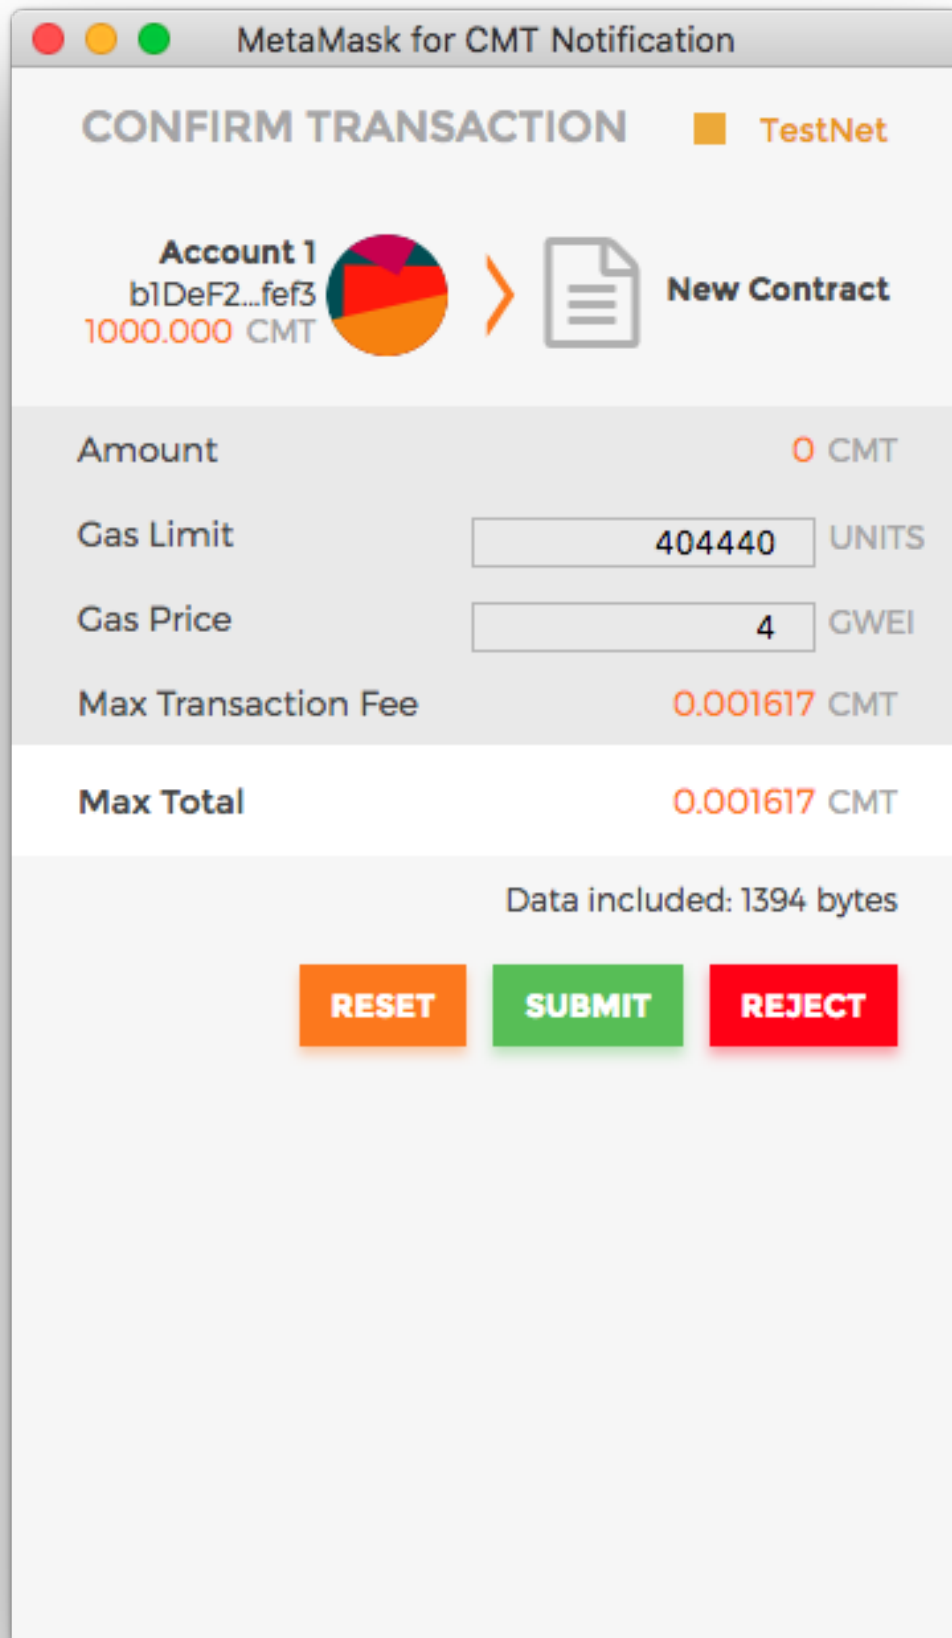 MetaMask for CMT Notification
CONFIRM TRANSACTION TestNet
Account 1
b1DeF2...fef3
1000.000 CMT
New Contract
Amount 0 CMT
Gas Limit 404440 UNITS
Gas Price 4 GWEI
Max Transaction Fee 0.001617 CMT
Max Total 0.001617 CMT
Data included: 1394 bytes
RESET SUBMIT REJECT